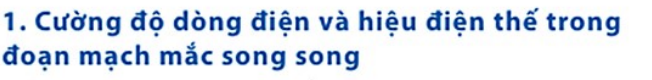 1. Cường độ dòng điện và hiệu điện thế trong
đoạn mạch mắc song song